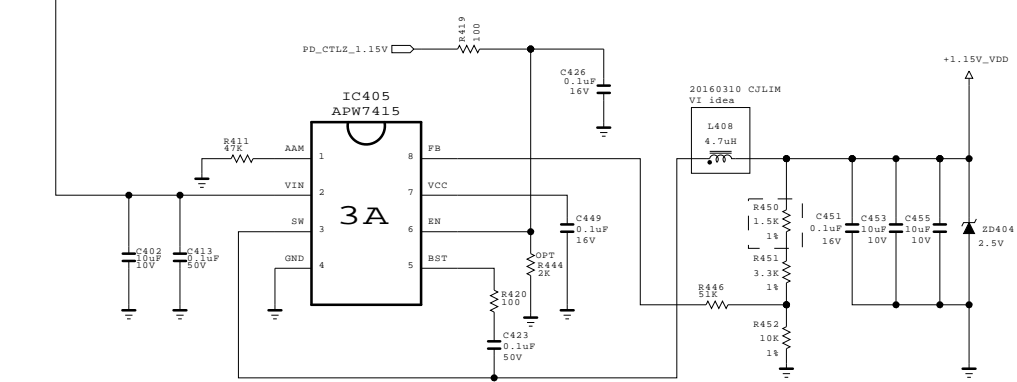 R419
100
PD_CTLZ_1.15V
+1.15V_VDD
C426
0.1uF
16V
20160310 CJLIM
VI idea
IC405
APW7415
L408
4.7uH
R411
47K
AAM
1
8
FB
VIN
2
7
VCC
SW
3
3A
6
EN
GND
4
5
BST
C402
10uF
10V
C413
0.1uF
50V
C449
0.1uF
16V
OPT
R444
2K
R420
100
C423
0.1uF
50V
R450
1.5K
1%
R451
3.3K
1%
R446
51K
R452
10K
1%
C451
0.1uF
16V
C453
10uF
10V
C455
10uF
10V
ZD404
2.5V